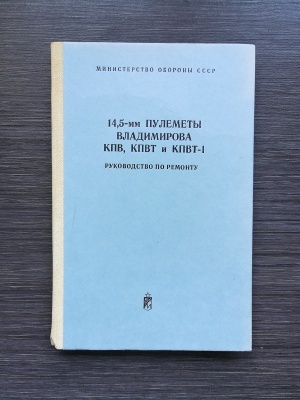 МИНИСТЕРСТВО ОБОРОНЫ СССР
14,5-мм ПУЛЕМЕТЫ
ВЛАДИМИРОВА
КПВ, КПВТ и КПВТ-1
РУКОВОДСТВО ПО РЕМОНТУ